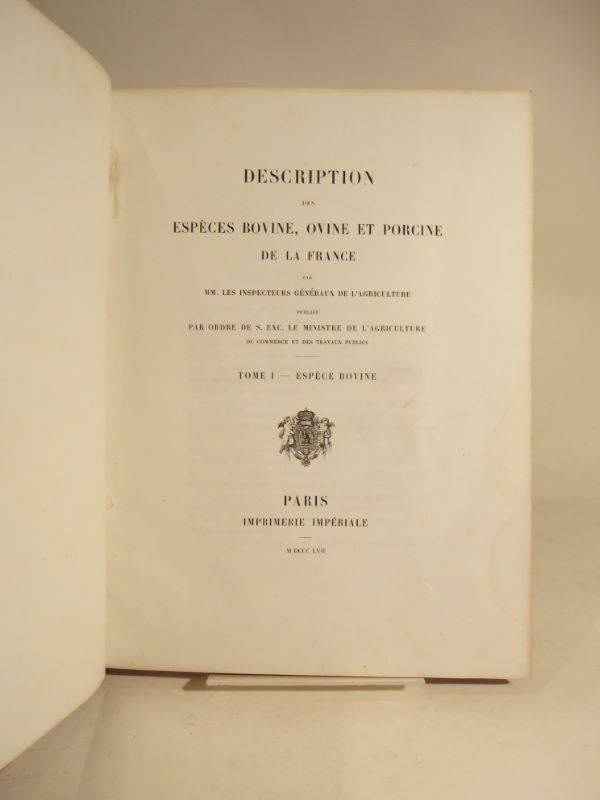 DESCRIPTION
DES
ESPÈCES BOVINE, OVINE ET PORCINE
DE LA FRANCE
PAR
MM. LES INSPECTEURS GÉNÉRAUX DE L'AGRICULTURE
PUBLIÉE
PAR ORDRE DE S. EXC. LE MINISTRE DE L'AGRICULTURE
DU COMMERCE ET DES TRAVAUX PUBLICS
TOME I — ESPÈCE BOVINE
PARIS
IMPRIMERIE IMPÉRIALE
M DCCC LVII